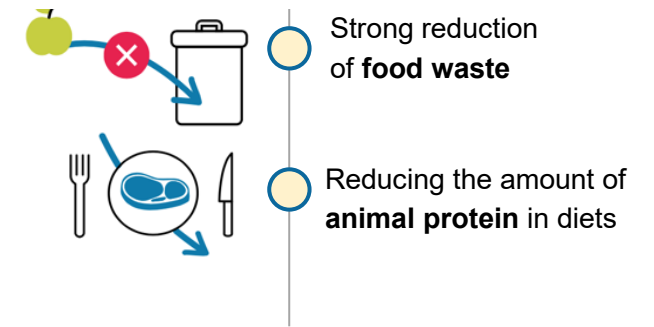 Strong reduction
of food waste
Reducing the amount of
animal protein in diets